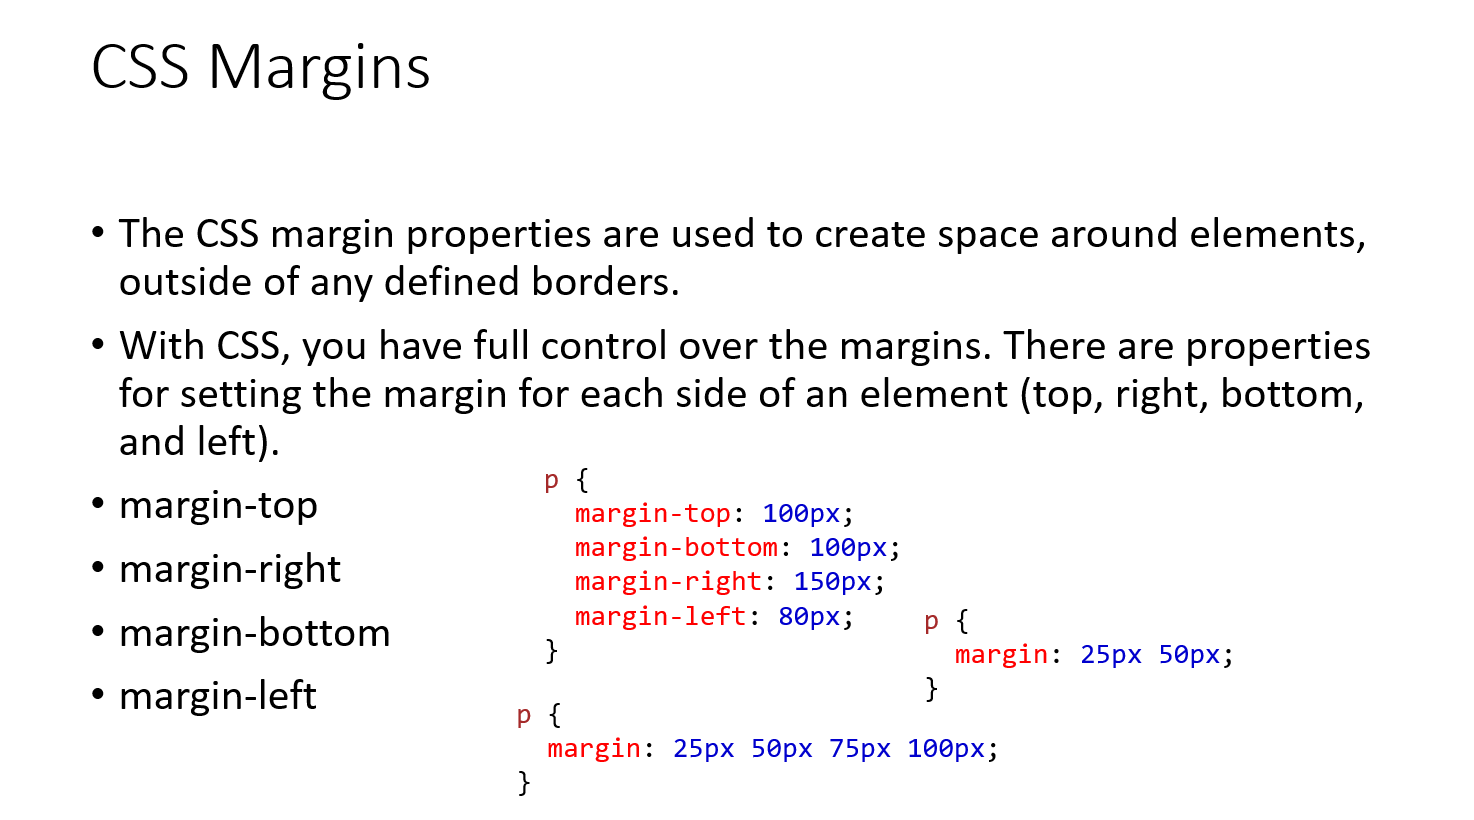 CSS Margins
• The CSS margin properties are used to create space around elements,
outside of any defined borders.
• With CSS, you have full control over the margins. There are properties
for setting the margin for each side of an element (top, right, bottom,
and left).
• margin-top
• margin-right
• margin-bottom
• margin-left
p {
  margin-top: 100px;
  margin-bottom: 100px;
  margin-right: 150px;
  margin-left: 80px;
}
p {
  margin: 25px 50px;
}
p {
  margin: 25px 50px 75px 100px;
}